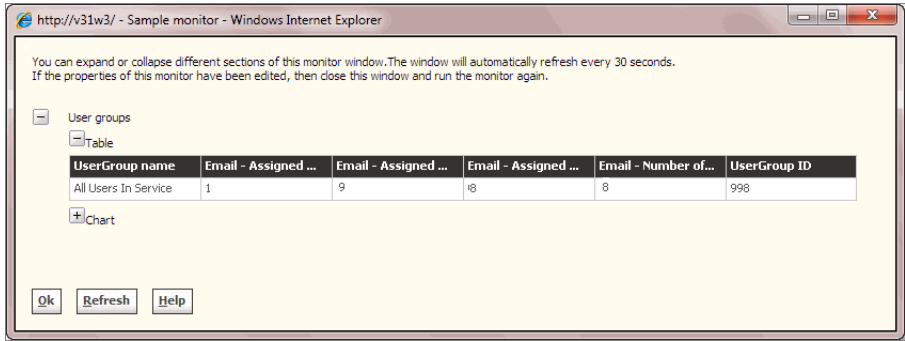 http://v31w3/ - Sample monitor - Windows Internet Explorer
You can expand or collapse different sections of this monitor window.The window will automatically refresh every 30 seconds.
If the properties of this monitor have been edited, then close this window and run the monitor again.
User groups
Table
UserGroup name Email - Assigned ... Email - Assigned ... Email - Assigned ... Email - Number of... UserGroup ID
All Users In Service 1 9 8 8 998
Chart
Ok Refresh Help